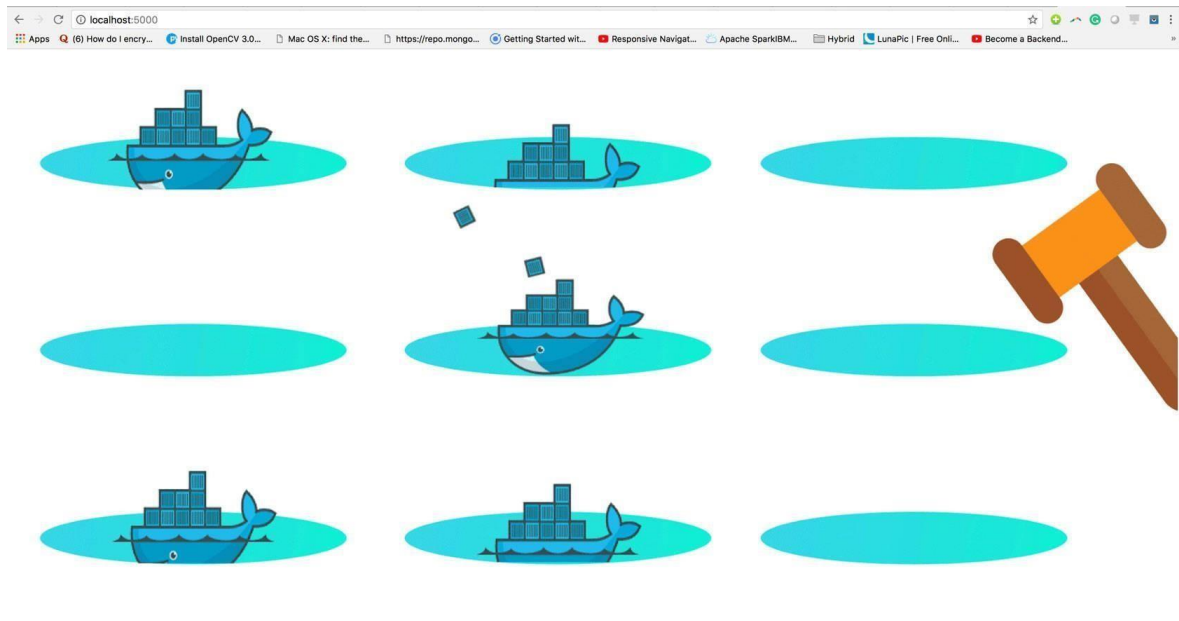 localhost:5000
Apps (6) How do I encry... Install OpenCV 3.0... Mac OS X: find the... https://repo.mongo... Getting Started wit... Responsive Navigat... Apache SparkIBM... Hybrid LunaPic | Free Onli... Become a Backend... »